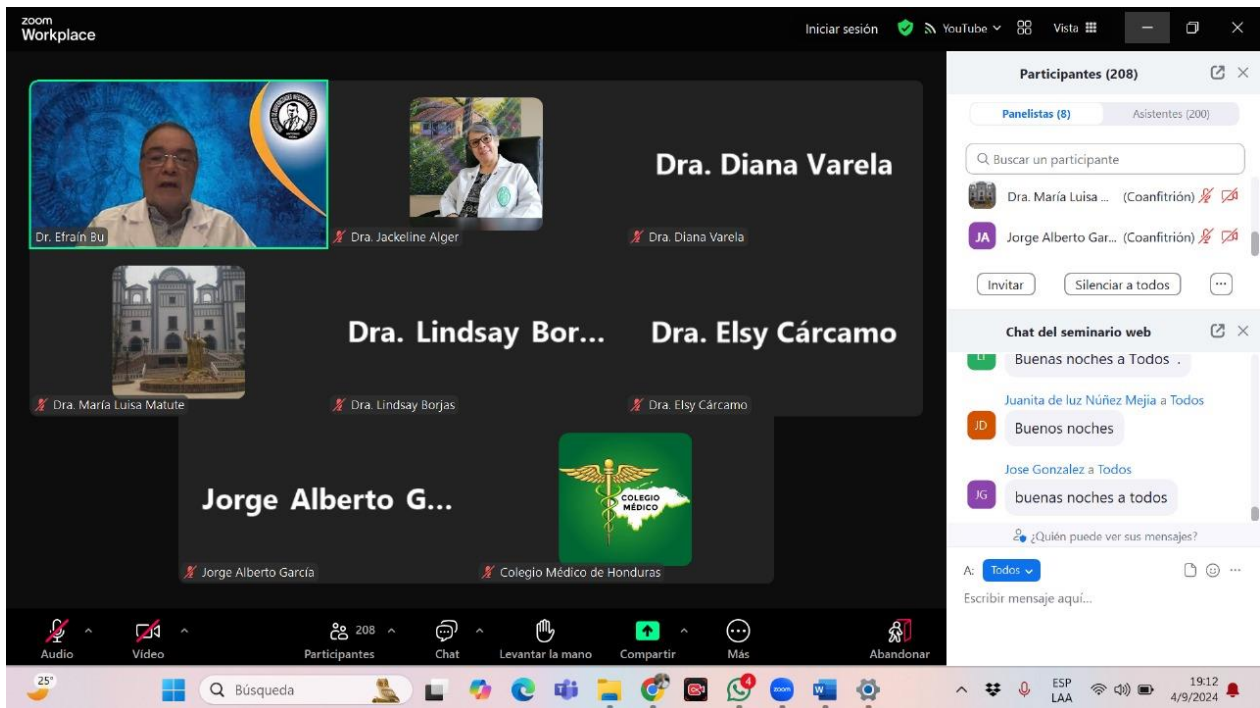 zoom
Workplace
Iniciar sesión
YouTube
Vista
Participantes (208)
Panelistas (8)
Asistentes (200)
Buscar un participante
Dra. María Luisa ... (Coanfitrión)
JA Jorge Alberto Gar... (Coanfitrión)
Invitar
Silenciar a todos
Dr. Efraín Bu
Dra. Jackeline Alger
Dra. Diana Varela
Dra. Diana Varela
Dra. María Luisa Matute
Dra. Lindsay Bor...
Dra. Lindsay Borjas
Dra. Elsy Cárcamo
Dra. Elsy Cárcamo
Jorge Alberto G...
Jorge Alberto García
COLEGIO
MÉDICO
Colegio Médico de Honduras
Chat del seminario web
Buenas noches a Todos .
Juanita de luz Núñez Mejia a Todos
JD
Buenos noches
Jose Gonzalez a Todos
JG
buenas noches a todos
¿Quién puede ver sus mensajes?
A: Todos
Escribir mensaje aquí...
Audio
Vídeo
208
Participantes
Chat
Levantar la mano
Compartir
Más
Abandonar
25°
Búsqueda
4
zoom
W
ESP
LAA
19:12
4/9/2024